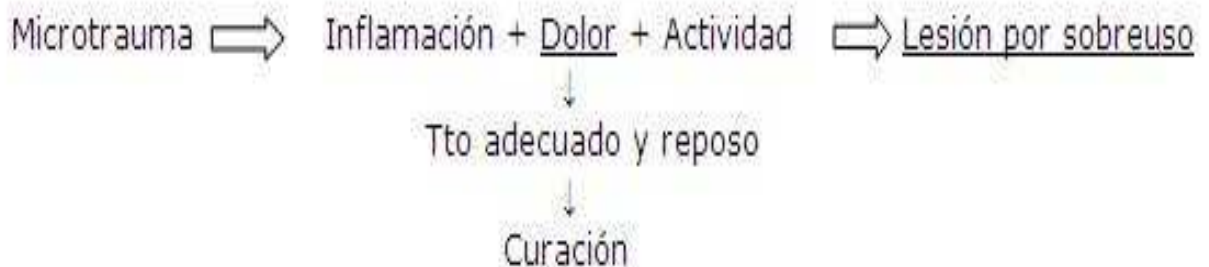 Microtrauma Inflamación + Dolor + Actividad Lesión por sobreuso
Tto adecuado y reposo
Curación